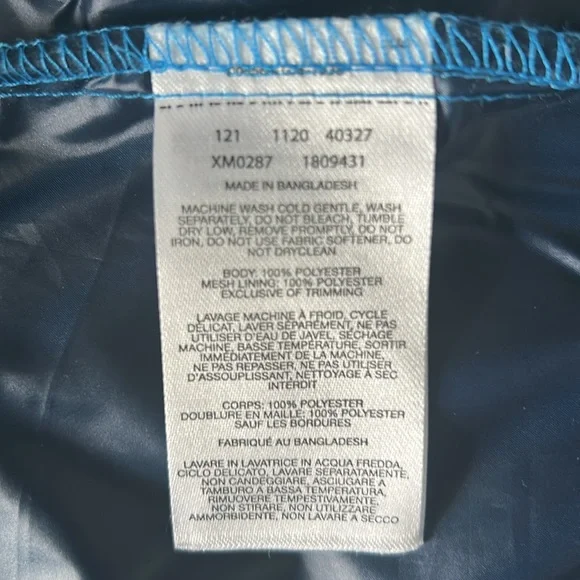 121 1120 40327
XM0287 1809431
MADE IN BANGLADESH
MACHINE WASH COLD GENTLE, WASH
SEPARATELY, DO NOT BLEACH, TUMBLE
DRY LOW, REMOVE PROMPTLY, DO NOT
IRON, DO NOT USE FABRIC SOFTENER, DO
NOT DRYCLEAN
BODY: 100% POLYESTER
MESH LINING: 100% POLYESTER
EXCLUSIVE OF TRIMMING
LAVAGE MACHINE À FROID, CYCLE
DÉLICAT, LAVER SÉPARÉMENT, NE PAS
UTILISER D'EAU DE JAVEL, SÉCHAGE
MACHINE, BASSE TEMPÉRATURE, SORTIR
IMMÉDIATEMENT DE LA MACHINE,
NE PAS REPASSER, NE PAS UTILISER
D'ASSOUPLISSANT, NETTOYAGE À SEC
INTERDIT
CORPS: 100% POLYESTER
DOUBLURE EN MAILLE: 100% POLYESTER
SAUF LES BORDURES
FABRIQUÉ AU BANGLADESH
LAVARE IN LAVATRICE IN ACQUA FREDDA,
CICLO DELICATO, LAVARE SEPARATAMENTE,
NON CANDEGGIARE, ASCIUGARE A
TAMBURO A BASSA TEMPERATURA,
RIMUOVERE TEMPESTIVAMENTE,
NON STIRARE, NON UTILIZZARE
AMMORBIDENTE, NON LAVARE A SECCO